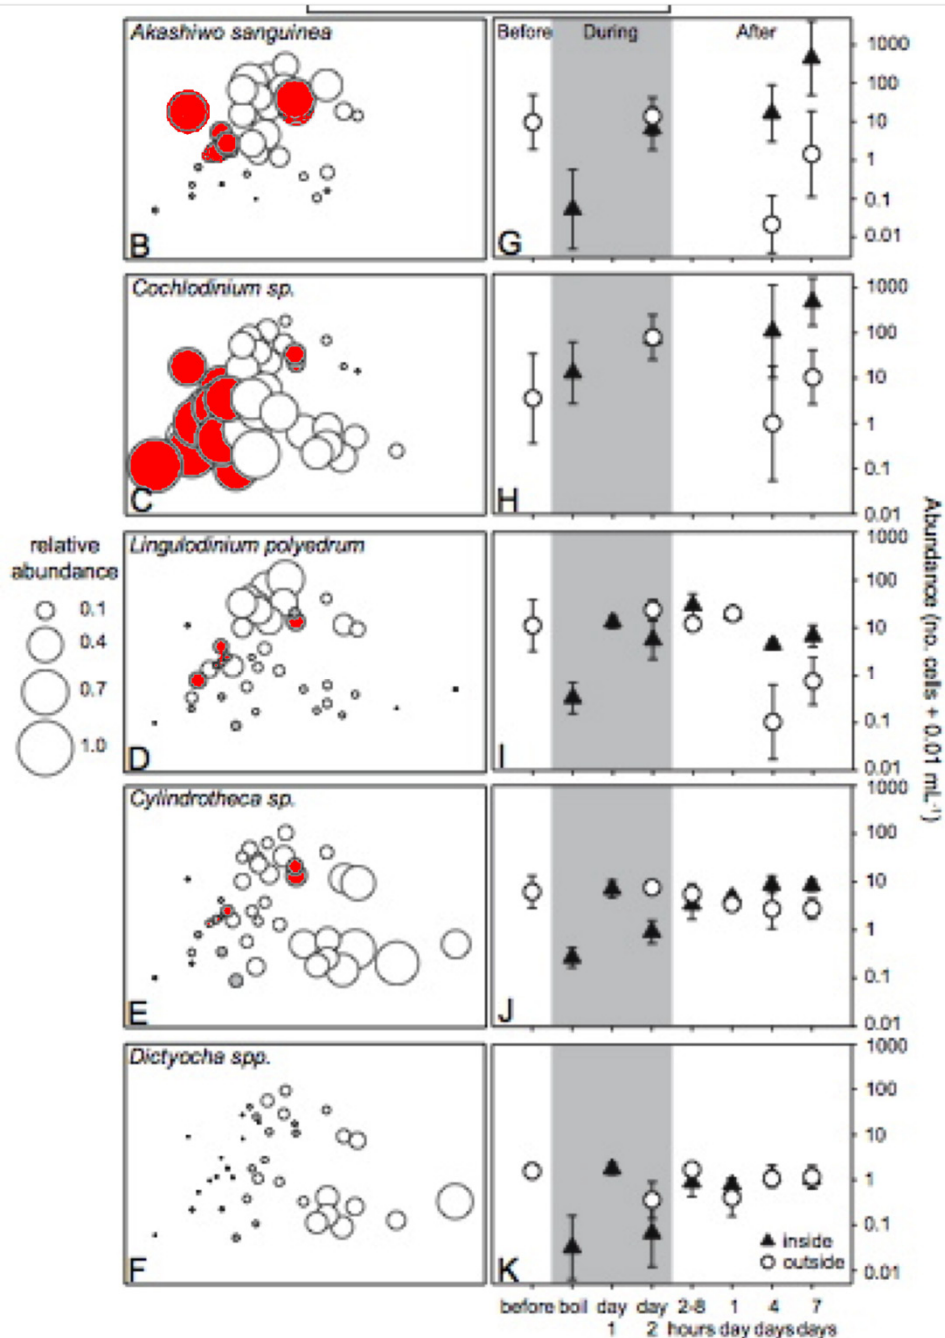 Akashiwo sanguinea
B
Before During After
1000
100
10
1
0.1
0.01
G
Cochlodinium sp.
C
1000
100
10
1
0.1
0.01
H
relative
abundance
0.1
0.4
0.7
1.0
Lingulodinium polyedrum
D
1000
100
10
1
0.1
0.01
I
Abundance (no. cells + 0.01 mL⁻¹)
Cylindrotheca sp.
E
1000
100
10
1
0.1
0.01
J
Dictyocha spp.
F
1000
100
10
1
0.1
0.01
K
inside
outside
before boil day day 2-8 1 4 7
1 2 hours day days days